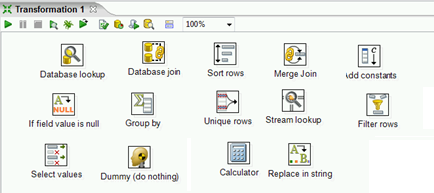 Transformation 1
100%
Database lookup
Database join
Sort rows
Merge Join
Add constants
If field value is null
Group by
Unique rows
Stream lookup
Filter rows
Select values
Dummy (do nothing)
Calculator
Replace in string